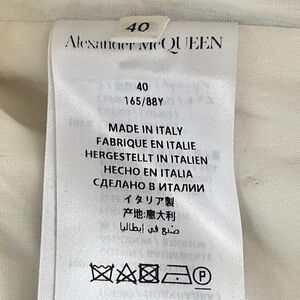 40
Alexander McQUEEN
40
165/88Y
MADE IN ITALY
FABRIQUE EN ITALIE
HERGESTELLT IN ITALIEN
HECHO EN ITALIA
СДЕЛАНО В ИТАЛИИ
イタリア製
产地:意大利
صنع في إيطاليا
P